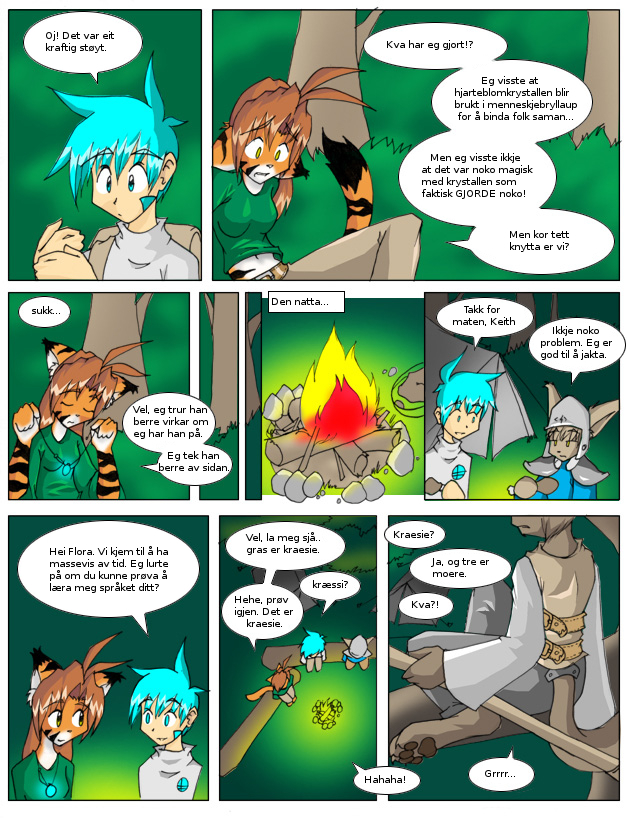 Oj! Det var eit
kraftig støyt.
Kva har eg gjort!?
Eg visste at
hjarteblomkrystallen blir
brukt i menneskjebryllaup
for å binda folk saman...
Men eg visste ikkje
at det var noko magisk
med krystallen som
faktisk GJORDE noko!
Men kor tett
knytta er vi?
sukk...
Vel, eg trur han
berre virkar om
eg har han på.
Eg tek han
berre av sidan.
Den natta...
Takk for
maten, Keith
Ikkje noko
problem. Eg er
god til å jakta.
Hei Flora. Vi kjem til å ha
massevis av tid. Eg lurte
på om du kunne prøva å
læra meg språket ditt?
Vel, la meg sjå..
gras er kraesie.
kræssi?
Hehe, prøv
igjen. Det er
kraesie.
Hahaha!
Kraesie?
Ja, og tre er
moere.
Kva?!
Grrrr...